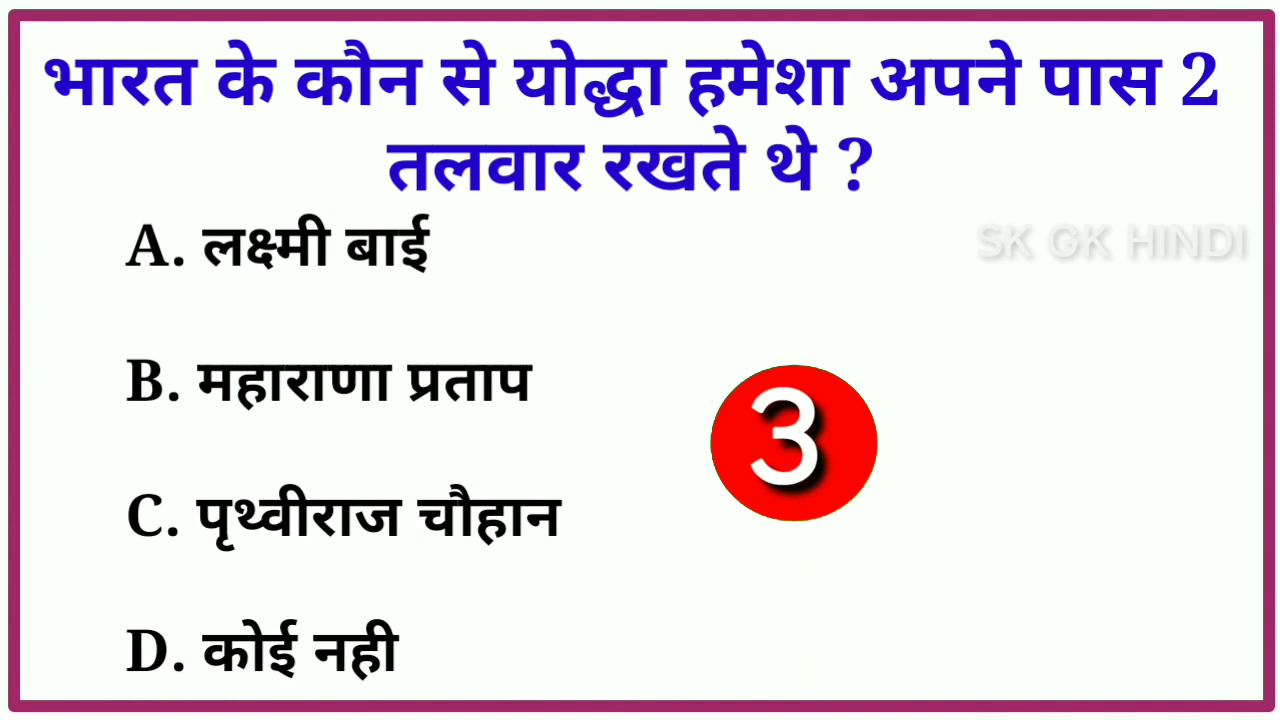 भारत के कौन से योद्धा हमेशा अपने पास 2
तलवार रखते थे ?
A. लक्ष्मी बाई
SK GK HINDI
B. महाराणा प्रताप
3
C. पृथ्वीराज चौहान
D. कोई नही